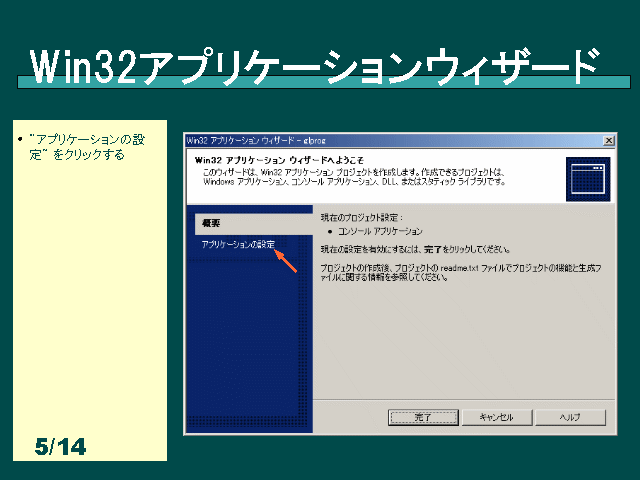 Win32アプリケーションウィザード
• ”アプリケーションの設
定”をクリックする
5/14
Win32 アプリケーション ウィザード - glprog
Win32 アプリケーション ウィザードへようこそ
このウィザードは、Win32 アプリケーション プロジェクトを作成します。作成できるプロジェクトは、
Windows アプリケーション、コンソール アプリケーション、DLL、またはスタティック ライブラリです。
概要
アプリケーションの設定
現在のプロジェクト設定 :
• コンソール アプリケーション
現在の設定を有効にするには、完了をクリックしてください。
プロジェクトの作成後、プロジェクトの readme.txt ファイルでプロジェクトの機能と生成フ
ァイルに関する情報を参照してください。
完了
キャンセル
ヘルプ